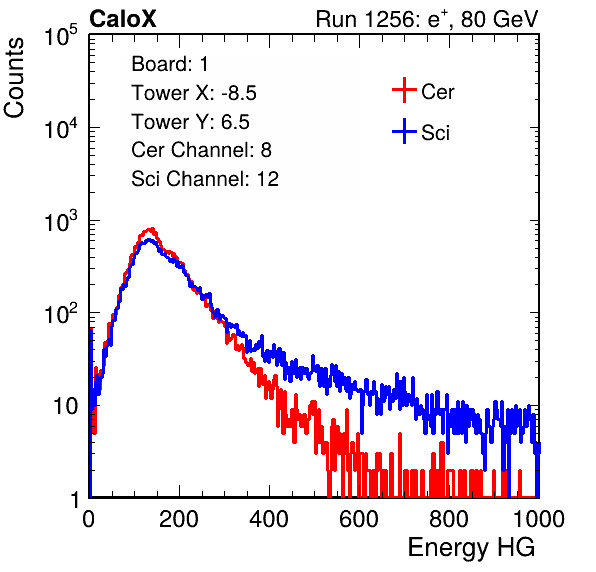 CaloX Run 1256: e⁺, 80 GeV
Counts
Board: 1
Tower X: -8.5
Tower Y: 6.5
Cer Channel: 8
Sci Channel: 12
Cer
Sci
10⁵
10⁴
10³
10²
10
1
0 200 400 600 800 1000
Energy HG